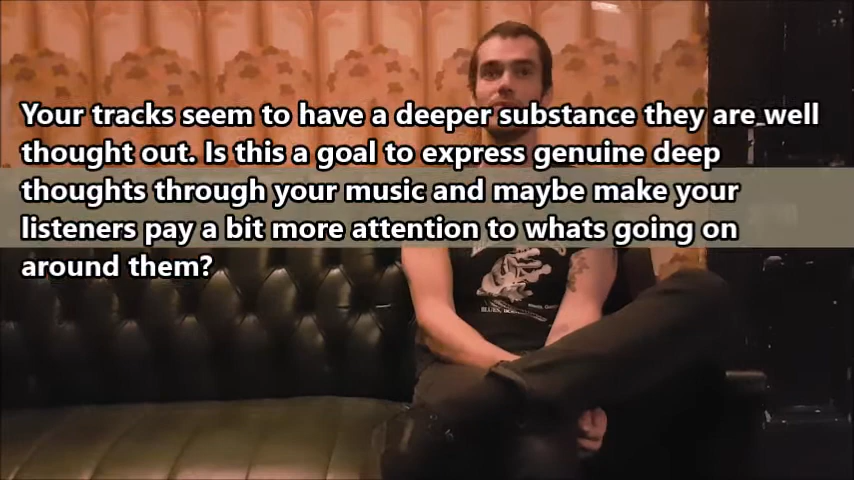 Your tracks seem to have a deeper substance they are well
thought out. Is this a goal to express genuine deep
thoughts through your music and maybe make your
listeners pay a bit more attention to whats going on
around them?